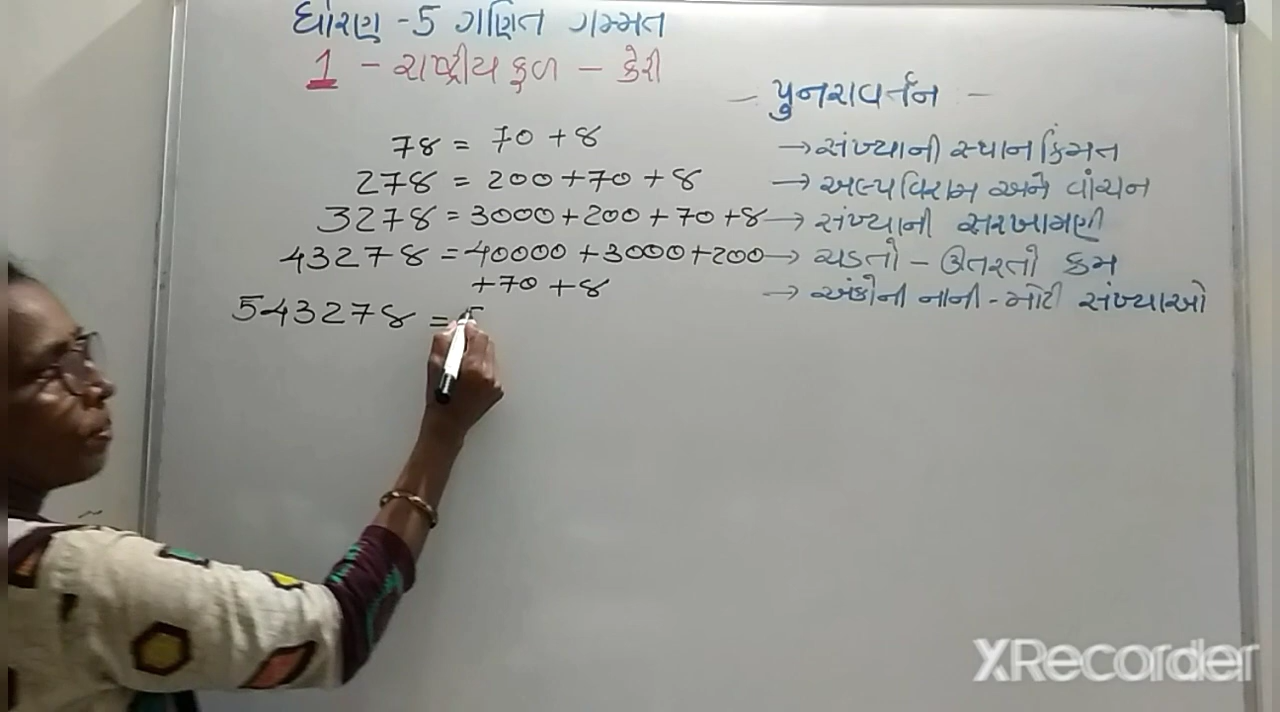 ધોરણ -5 ગણિત ગમ્મત
1 - રાષ્ટ્રીય ફળ - કેરી
78 = 70 + 8
278 = 200 + 70 + 8
3278 = 3000 + 200 + 70 + 8
43278 = 40000 + 3000 + 200
+ 70 + 8
543278 = 5
- પુનરાવર્તન -
→ સંખ્યાની સ્થાન કિંમત
→ અલ્પવિરામ અને વાંચન
→ સંખ્યાની સરખામણી
→ ચડતો - ઊતરતો ક્રમ
→ અંકોની નાની - મોટી સંખ્યાઓ
XRecorder